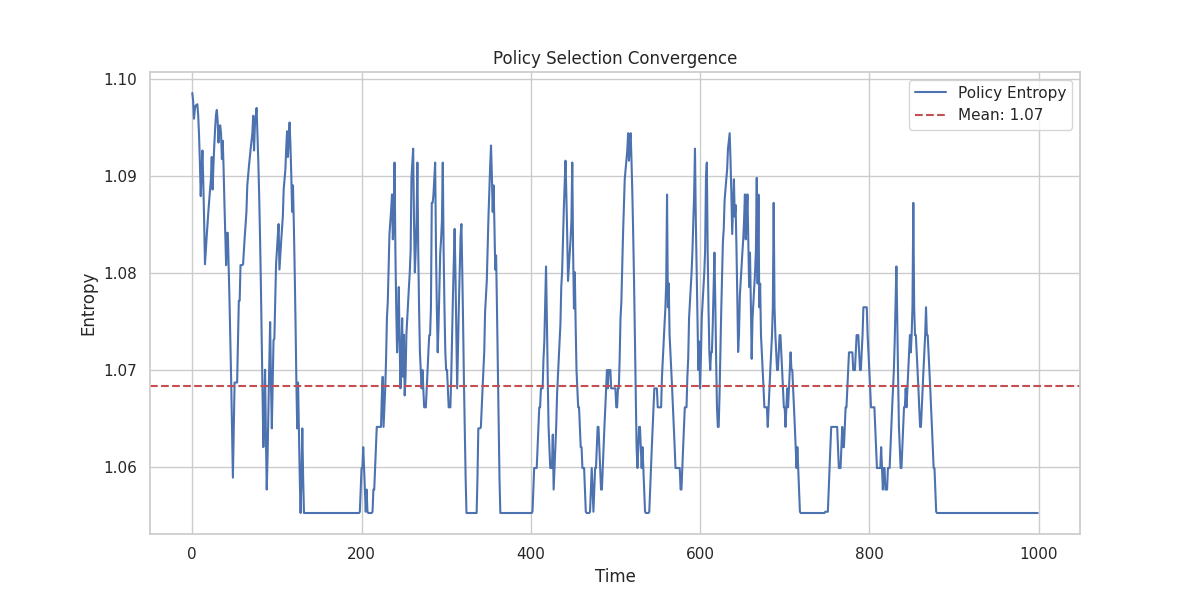 Policy Selection Convergence
1.10
1.09
1.08
1.07
1.06
Entropy
Policy Entropy
Mean: 1.07
0
200
400
600
800
1000
Time